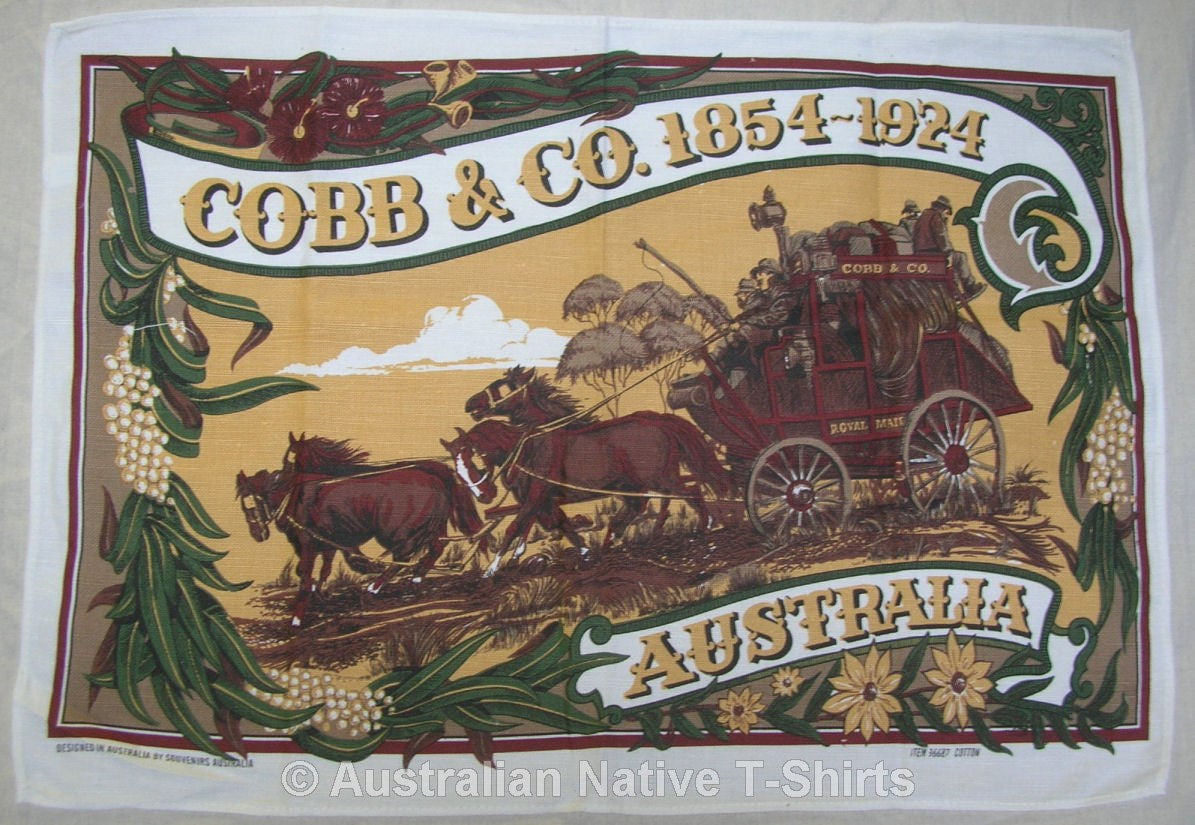 COBB & CO. 1854~1924
COBB & CO.
ROYAL MAIL
AUSTRALIA
DESIGNED IN AUSTRALIA BY SOUVENIRS AUSTRALIA
ITEM 36687 COTTON
© Australian Native T-Shirts